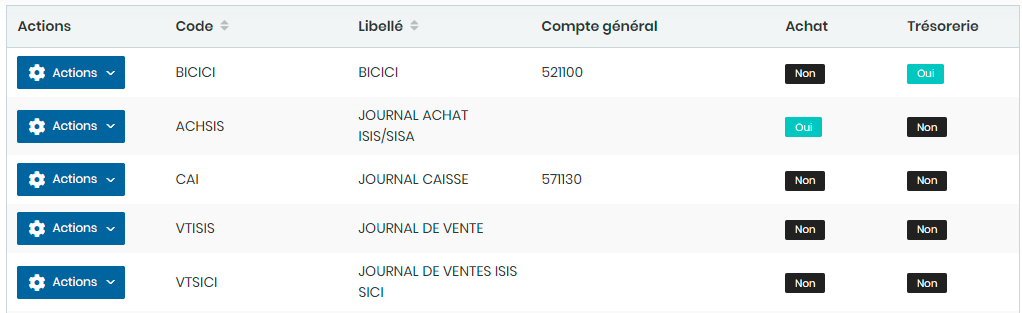 Actions Code Libellé Compte général Achat Trésorerie
Actions BICICI BICICI 521100 Non Oui
Actions ACHSIS JOURNAL ACHAT ISIS/SISA Oui Non
Actions CAI JOURNAL CAISSE 571130 Non Non
Actions VTISIS JOURNAL DE VENTE Non Non
Actions VTSICI JOURNAL DE VENTES ISIS SICI Non Non